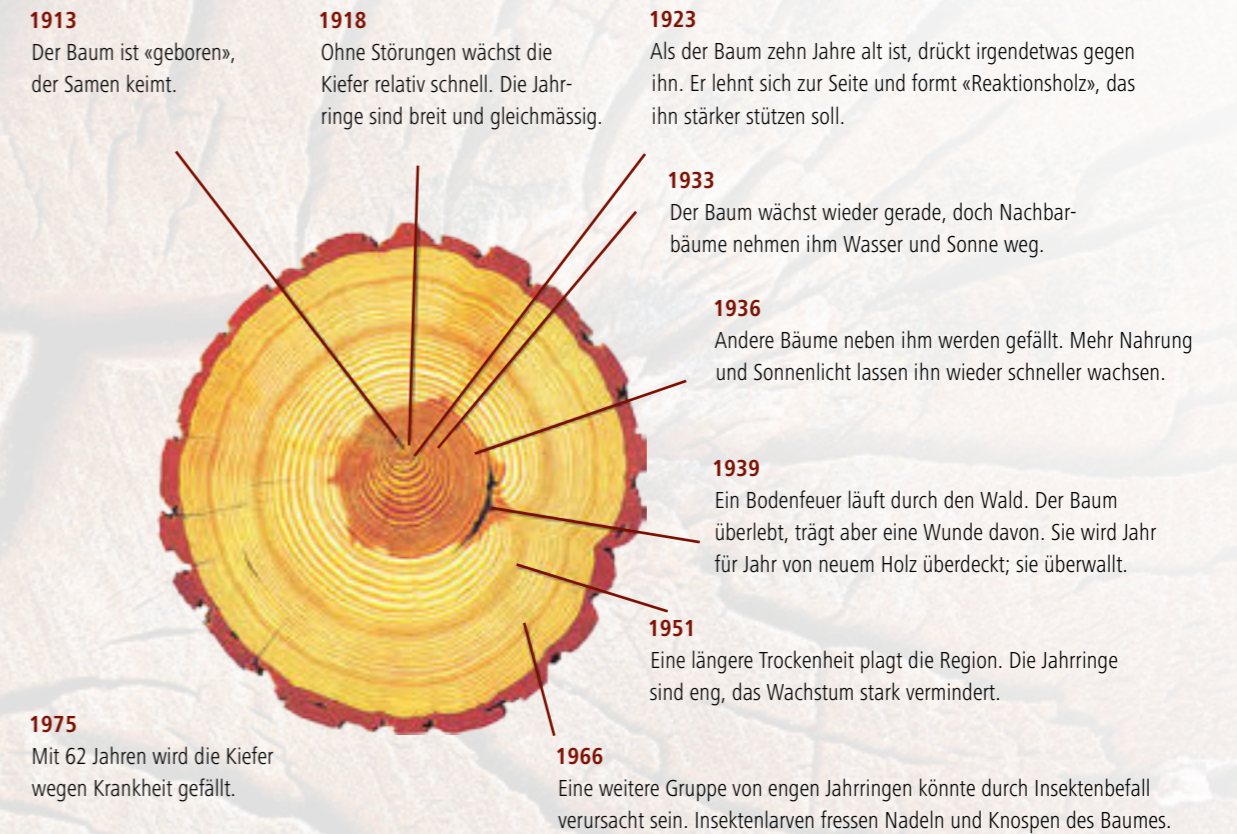 1913
Der Baum ist «geboren»,
der Samen keimt.
1918
Ohne Störungen wächst die
Kiefer relativ schnell. Die Jahr-
ringe sind breit und gleichmässig.
1923
Als der Baum zehn Jahre alt ist, drückt irgendetwas gegen
ihn. Er lehnt sich zur Seite und formt «Reaktionsholz», das
ihn stärker stützen soll.
1933
Der Baum wächst wieder gerade, doch Nachbar-
bäume nehmen ihm Wasser und Sonne weg.
1936
Andere Bäume neben ihm werden gefällt. Mehr Nahrung
und Sonnenlicht lassen ihn wieder schneller wachsen.
1939
Ein Bodenfeuer läuft durch den Wald. Der Baum
überlebt, trägt aber eine Wunde davon. Sie wird Jahr
für Jahr von neuem Holz überdeckt; sie überwallt.
1951
Eine längere Trockenheit plagt die Region. Die Jahrringe
sind eng, das Wachstum stark vermindert.
1966
Eine weitere Gruppe von engen Jahrringen könnte durch Insektenbefall
verursacht sein. Insektenlarven fressen Nadeln und Knospen des Baumes.
1975
Mit 62 Jahren wird die Kiefer
wegen Krankheit gefällt.